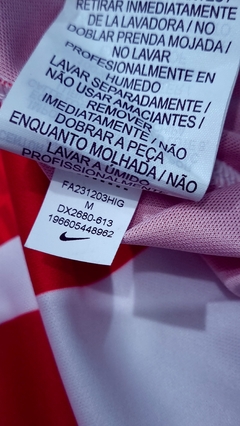 RETIRAR INMEDIATAMENTE
DE LA LAVADORA / NO
DOBLAR PRENDA MOJADA /
NO LAVAR
PROFESIONALMENTE EN
HUMEDO
LAVAR SEPARADAMENTE /
NÃO USAR AMACIANTES /
REMOVER
IMEDIATAMENTE / NÃO
DOBRAR A PEÇA
ENQUANTO MOLHADA / NÃO
LAVAR A ÚMIDO
PROFISSIONALMENTE
FA231203HIG
M
DX2680-613
196605448962